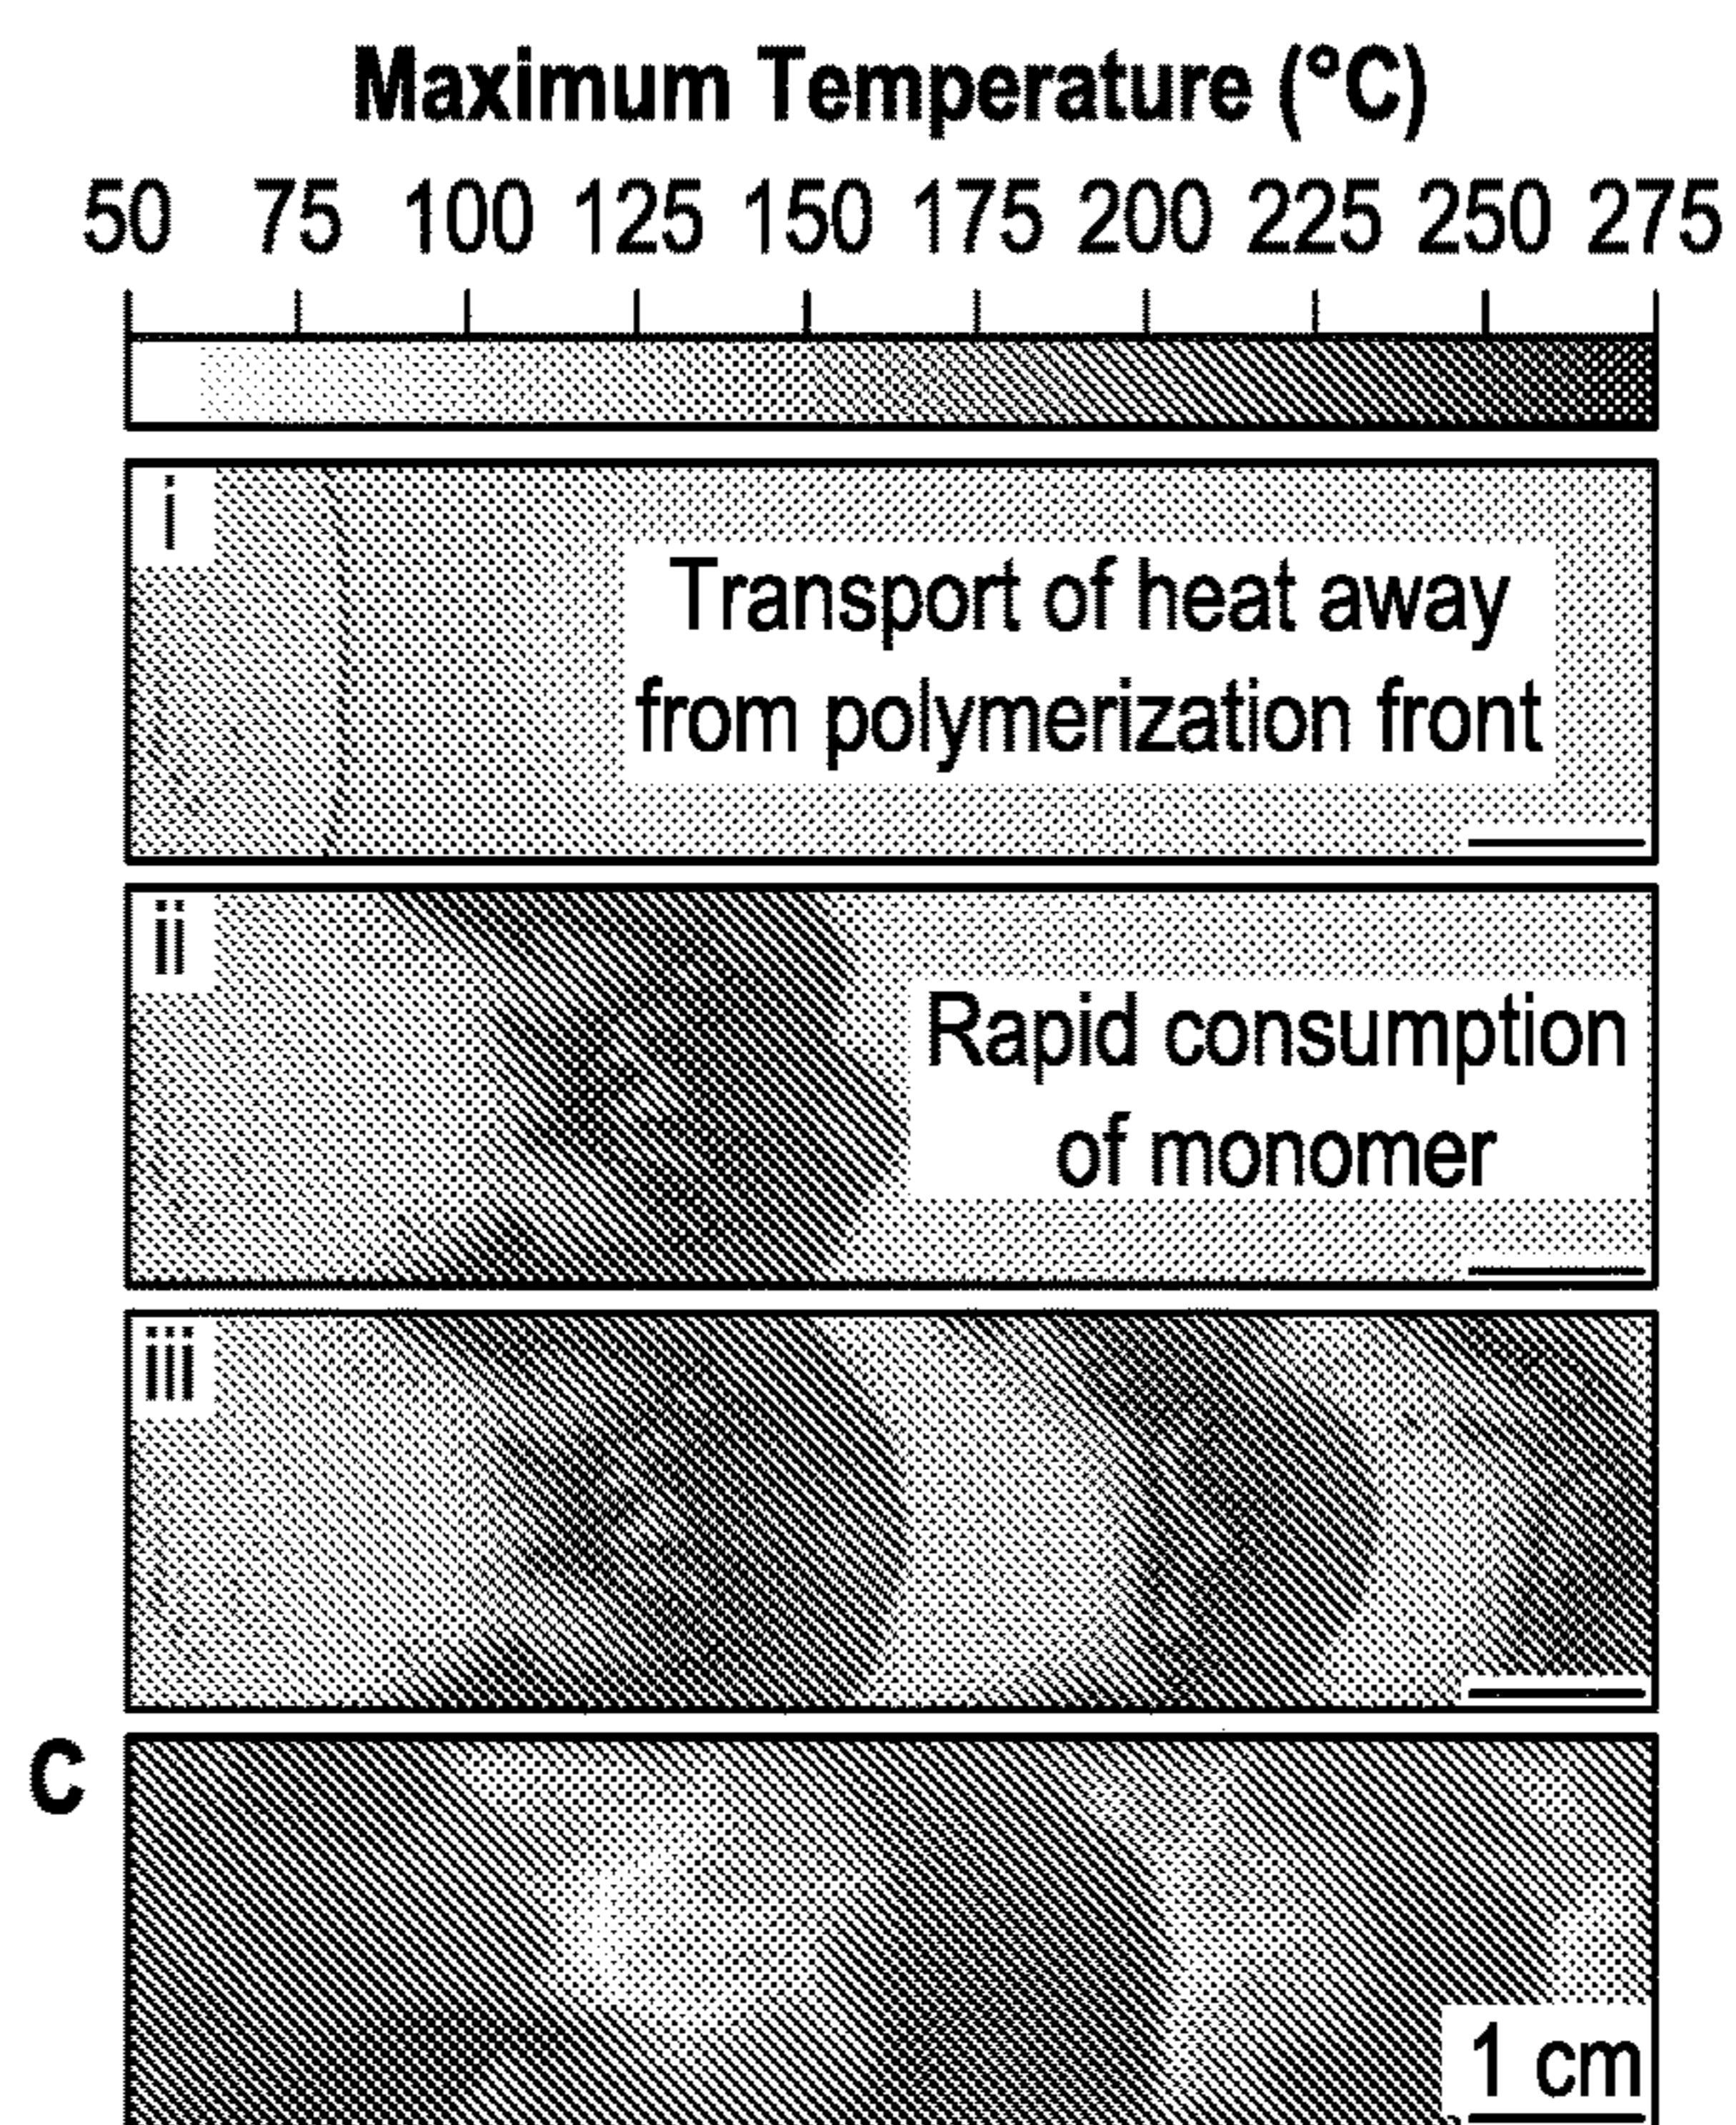 Maximum Temperature (°C)
50 75 100 125 150 175 200 225 250 275
i
Transport of heat away
from polymerization front
ii
Rapid consumption
of monomer
iii
C
1 cm